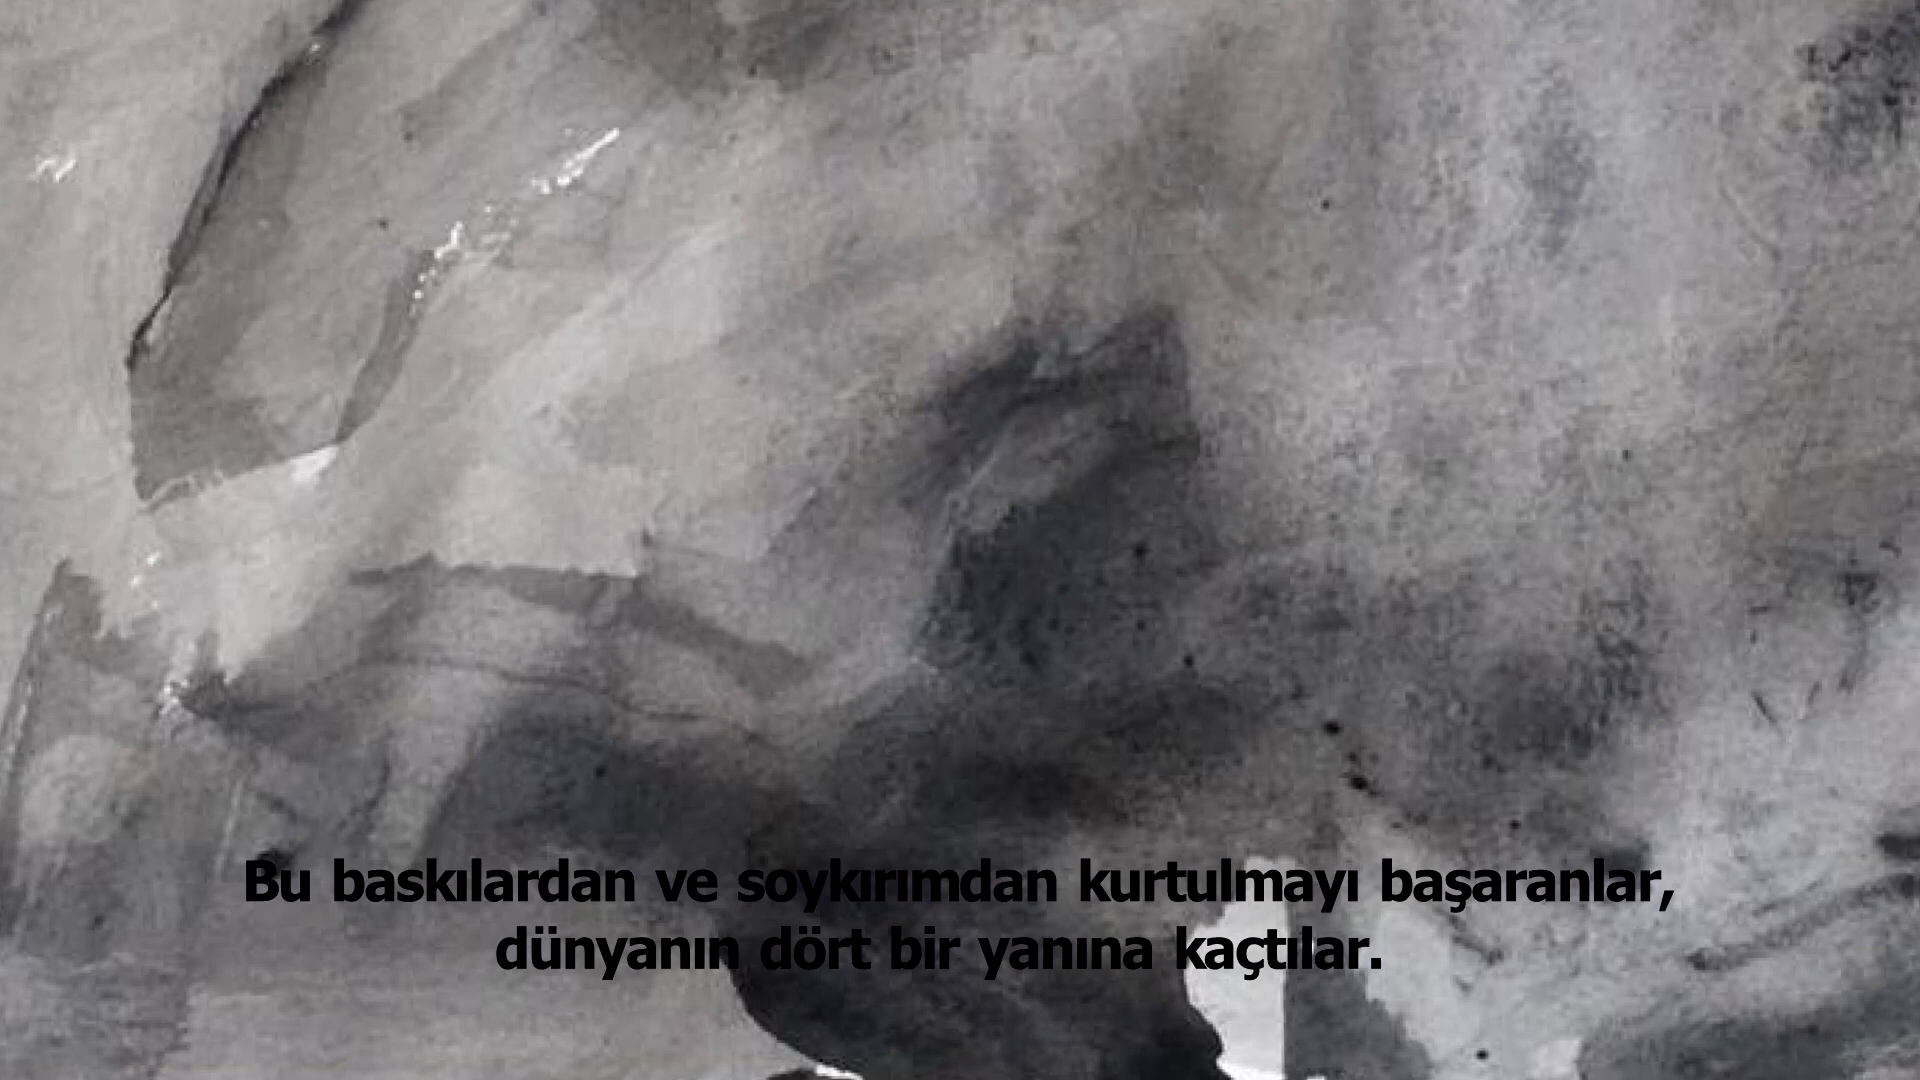 Bu baskılardan ve soykırımdan kurtulmayı başaranlar,
dünyanın dört bir yanına kaçtılar.